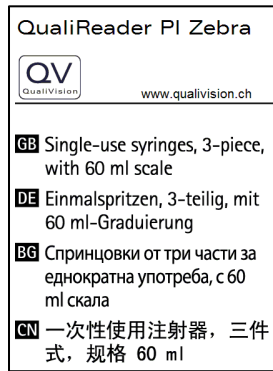 QualiReader PI Zebra
QV
QualiVision
www.qualivision.ch
GB Single-use syringes, 3-piece,
with 60 ml scale
DE Einmalspritzen, 3-teilig, mit
60 ml-Graduierung
BG Спринцовки от три части за
еднократна употреба, с 60
ml скала
CN 一次性使用注射器，三件
式，规格 60 ml